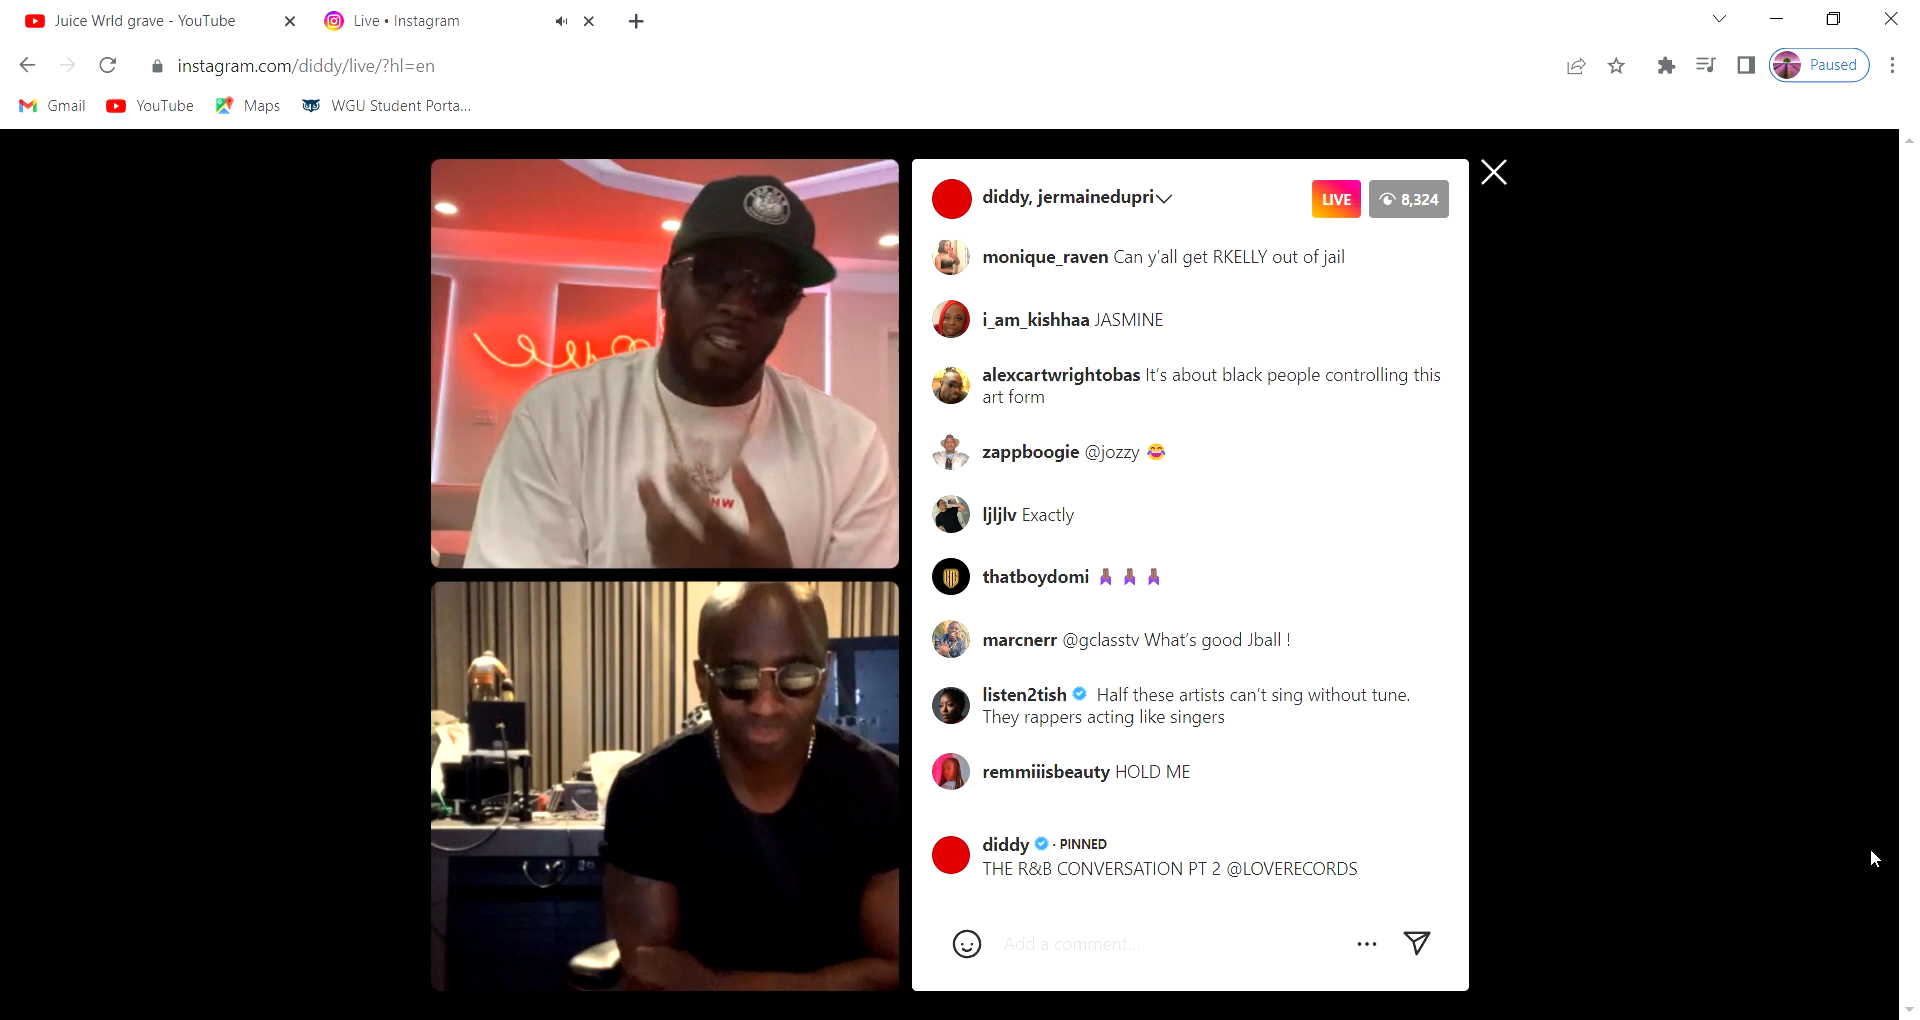 Juice Wrld grave - YouTube
Live • Instagram
instagram.com/diddy/live/?hl=en
Paused
Gmail
YouTube
Maps
WGU Student Porta...
diddy, jermainedupri
LIVE
8,324
monique_raven Can y'all get RKELLY out of jail
i_am_kishhaa JASMINE
alexcartwrightobas It's about black people controlling this
art form
zappboogie @jozzy 😂
ljljlv Exactly
thatboydomi 🙏🏾 🙏🏾 🙏🏾
marcnerr @gclasstv What's good Jball !
listen2tish Half these artists can't sing without tune.
They rappers acting like singers
remmiiisbeauty HOLD ME
diddy · PINNED
THE R&B CONVERSATION PT 2 @LOVERECORDS
Add a comment...
HW